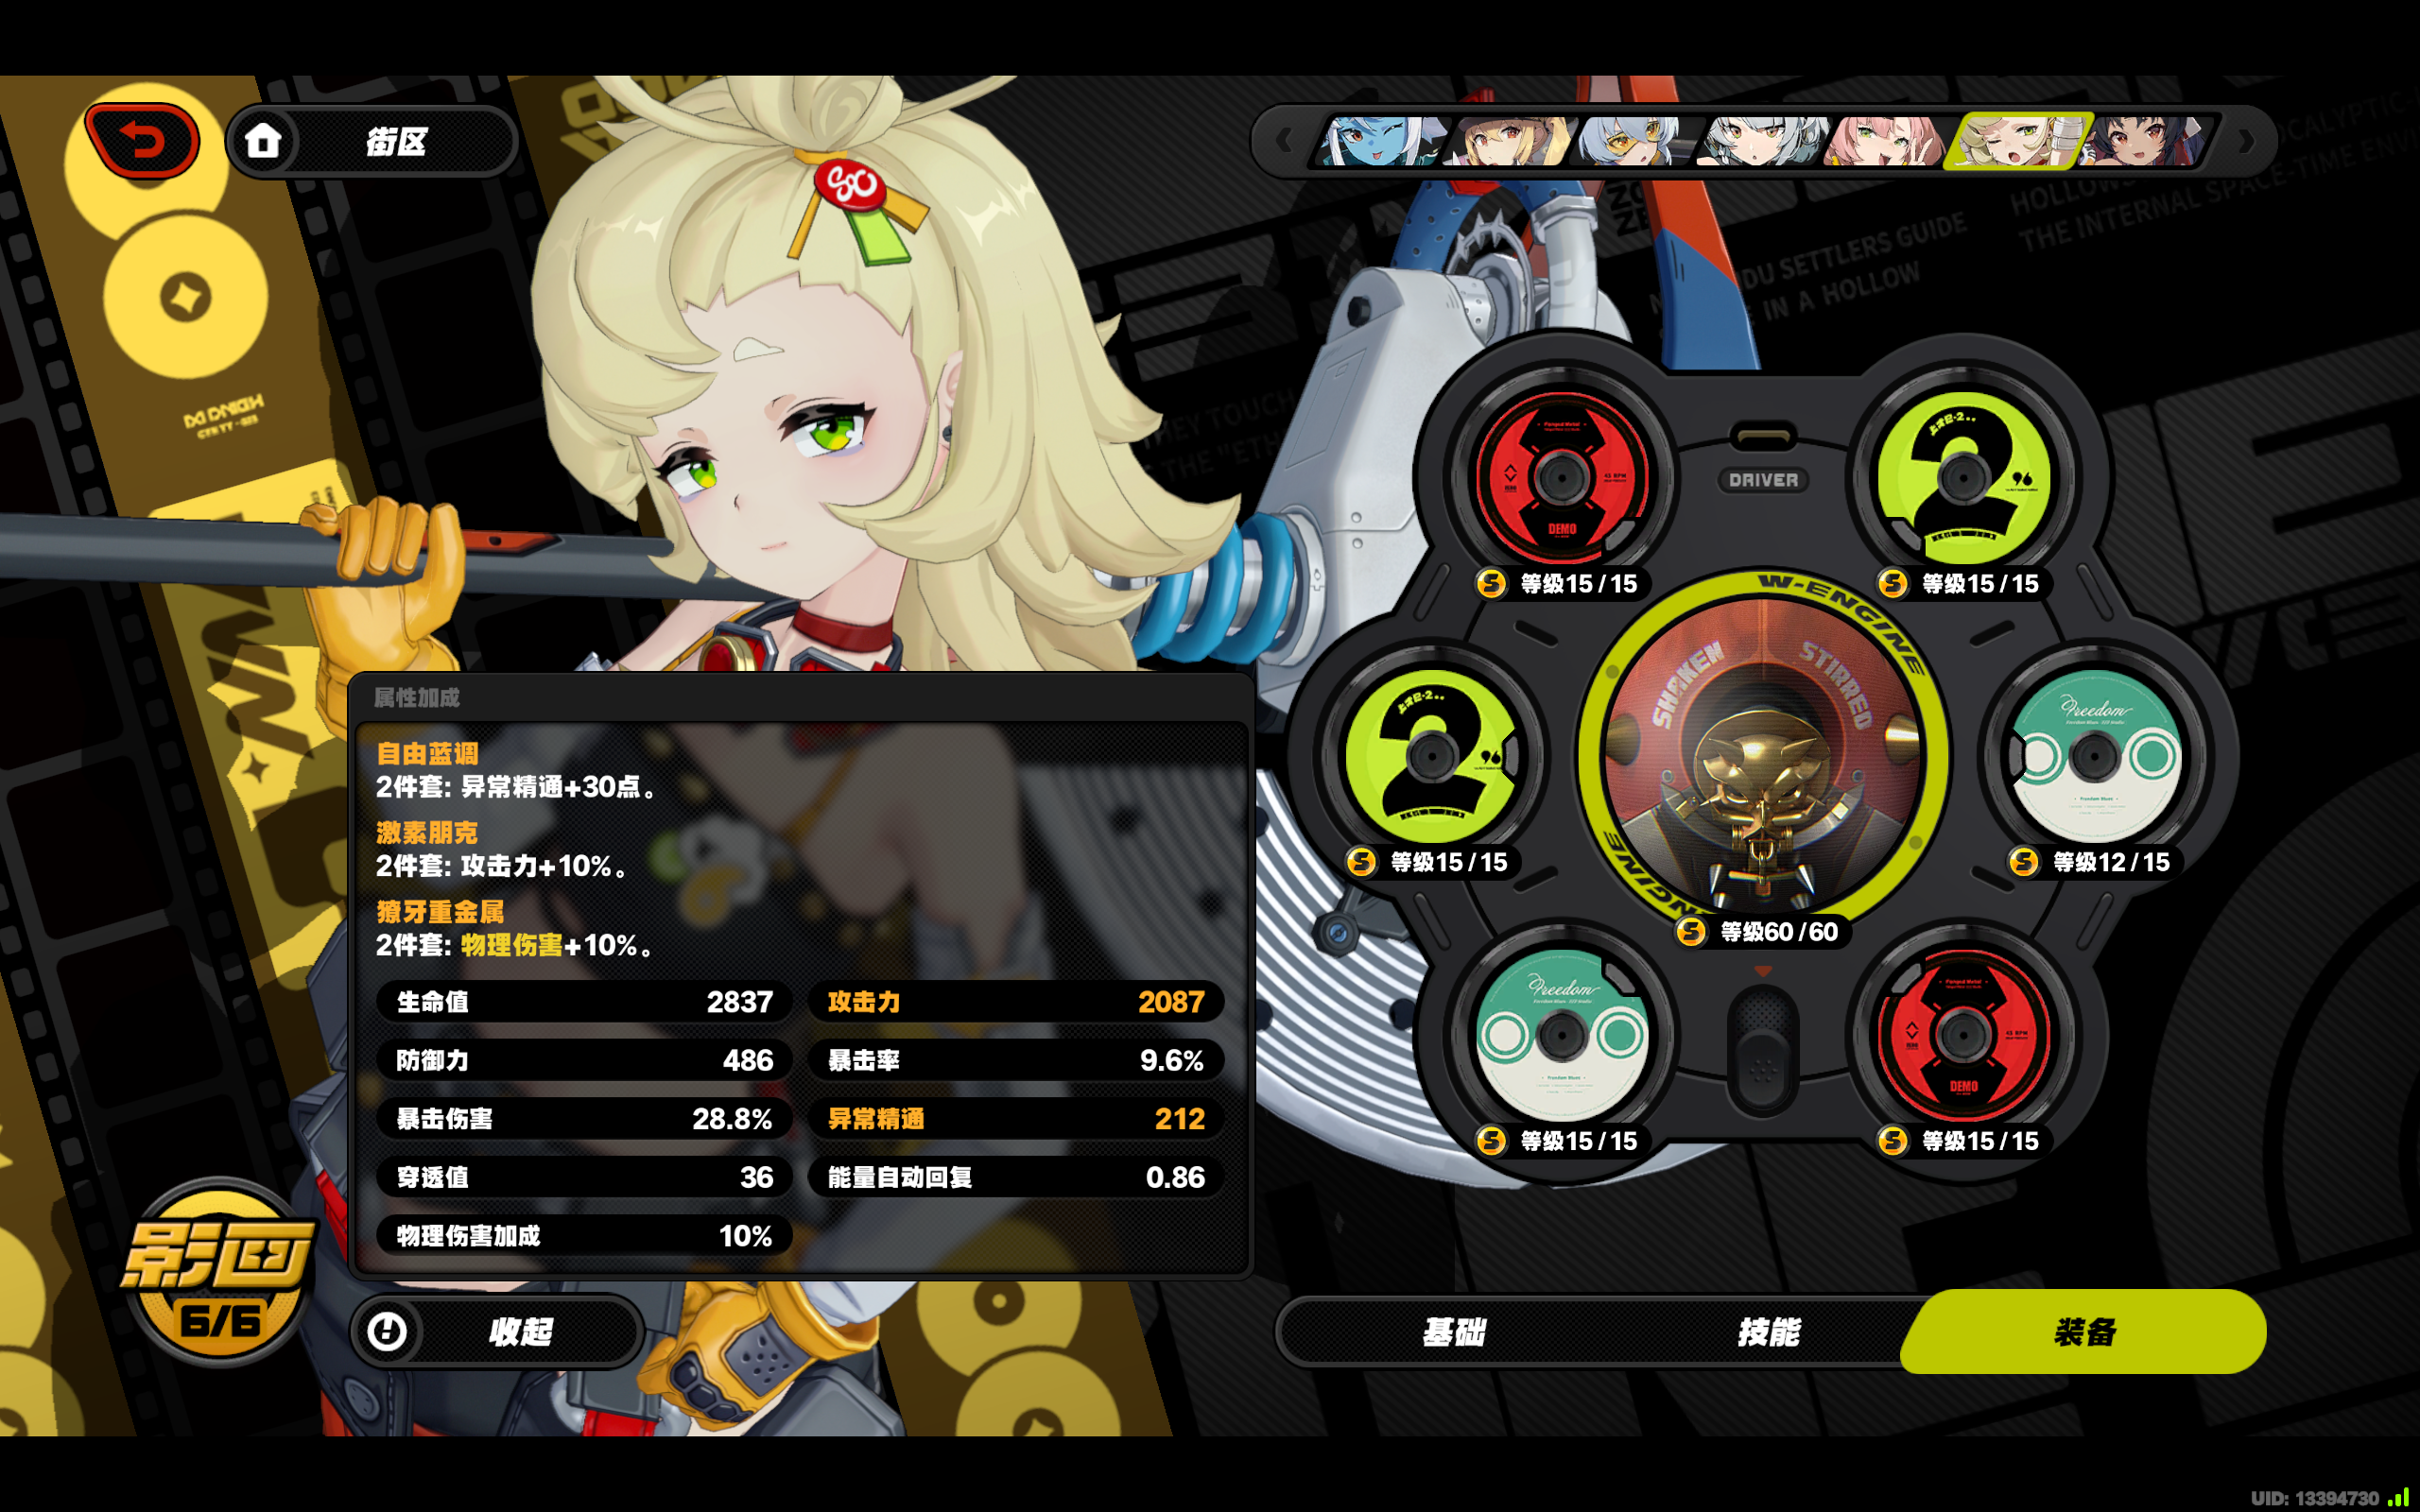 街区
DRIVER
等级15/15
等级15/15
W-ENGINE
SHAKEN
STIRRED
等级15/15
等级12/15
等级60/60
等级15/15
等级15/15
Freedom
Freedom
DEMO
DEMO
属性加成
自由蓝调
2件套: 异常精通+30点。
激素朋克
2件套: 攻击力+10%。
獠牙重金属
2件套: 物理伤害+10%。
生命值 2837
攻击力 2087
防御力 486
暴击率 9.6%
暴击伤害 28.8%
异常精通 212
穿透值 36
能量自动回复 0.86
物理伤害加成 10%
影画
6/6
收起
基础
技能
装备
UID: 13394730